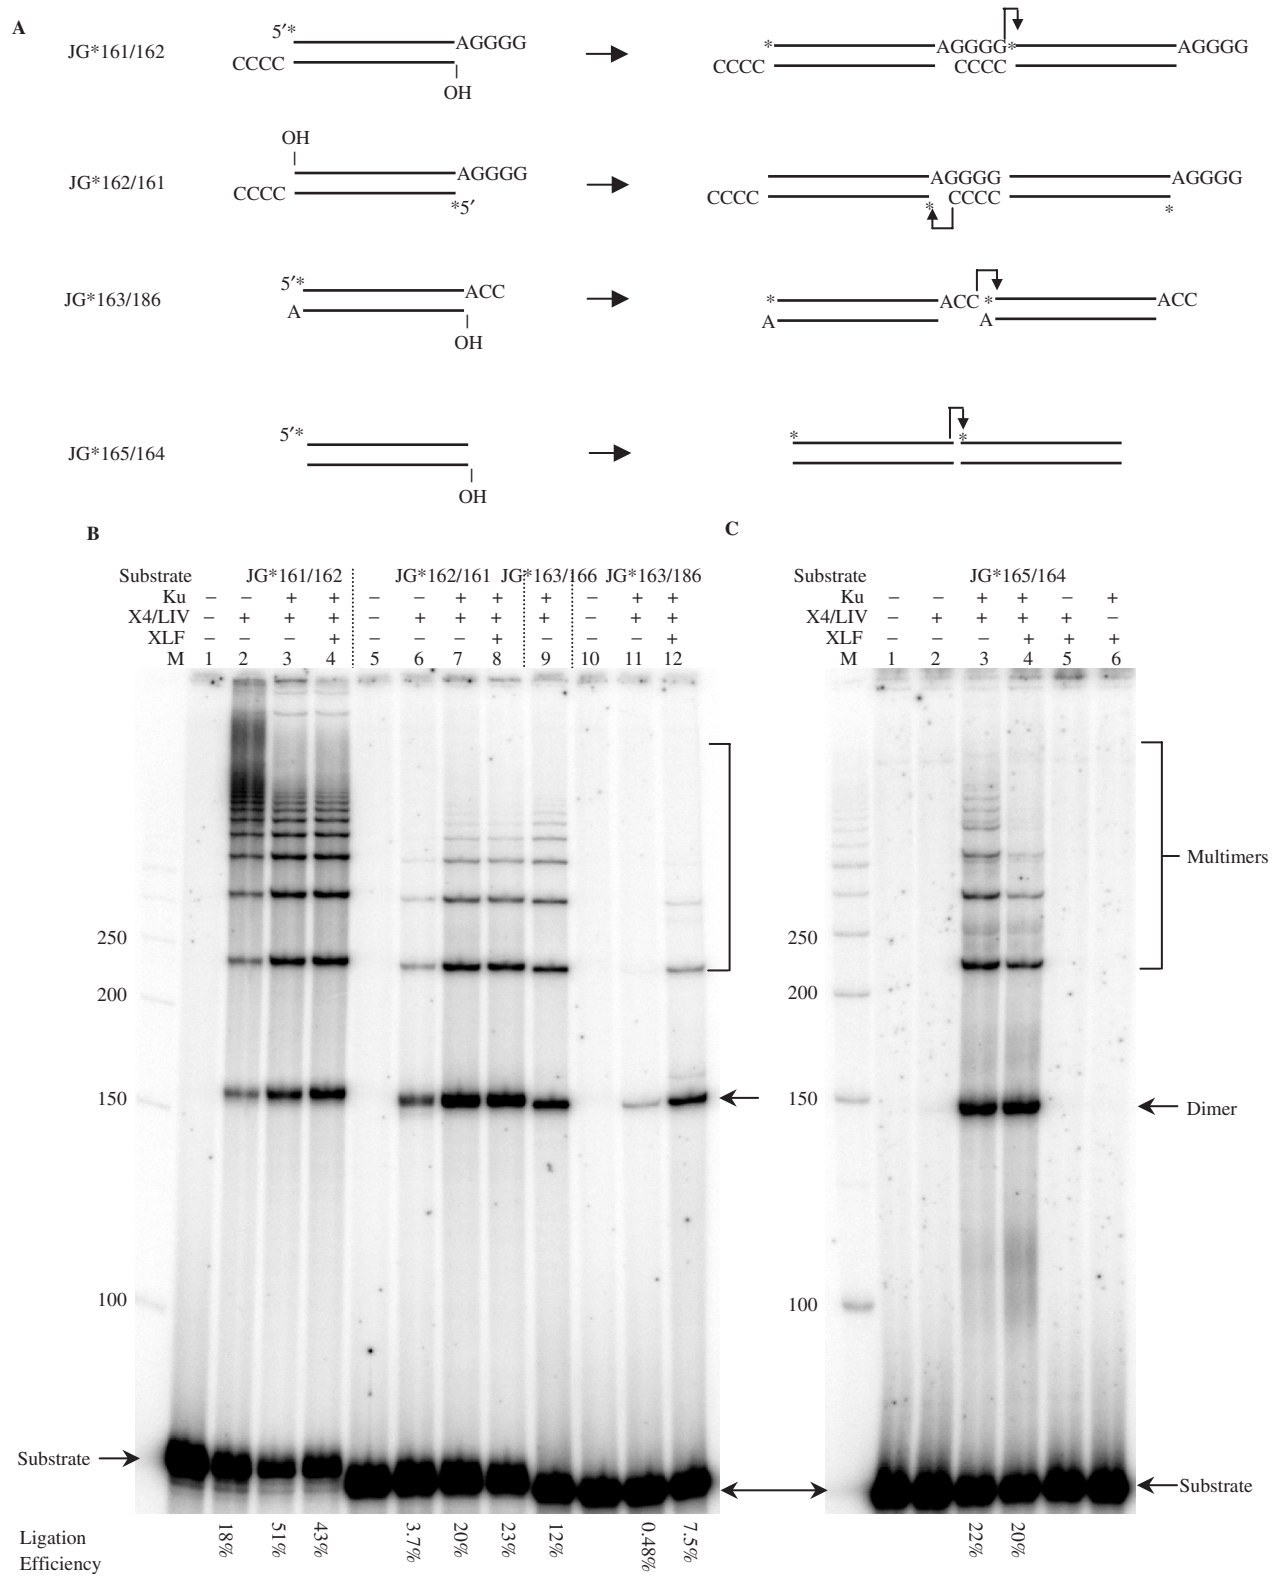 A
JG*161/162
5′*
AGGGG
CCCC
OH
*
AGGGG*
AGGGG
CCCC
CCCC
JG*162/161
OH
AGGGG
CCCC
*5′
AGGGG
AGGGG
CCCC
CCCC
*
*
JG*163/186
5′*
ACC
A
OH
*
ACC *
ACC
A
A
JG*165/164
5′*
OH
*
*
B
Substrate JG*161/162 JG*162/161 JG*163/166 JG*163/186
Ku – – + + – – + + + – + +
X4/LIV – + + + – + + + + – + +
XLF + + +
M 1 2 3 4 5 6 7 8 9 10 11 12
250
200
150
100
Substrate
Ligation Efficiency 18% 51% 43% 3.7% 20% 23% 12% 0.48% 7.5%
C
Substrate JG*165/164
Ku – – + + – +
X4/LIV – + + + + –
XLF – – – + + +
M 1 2 3 4 5 6
Multimers
250
200
150
Dimer
100
Substrate
22% 20%